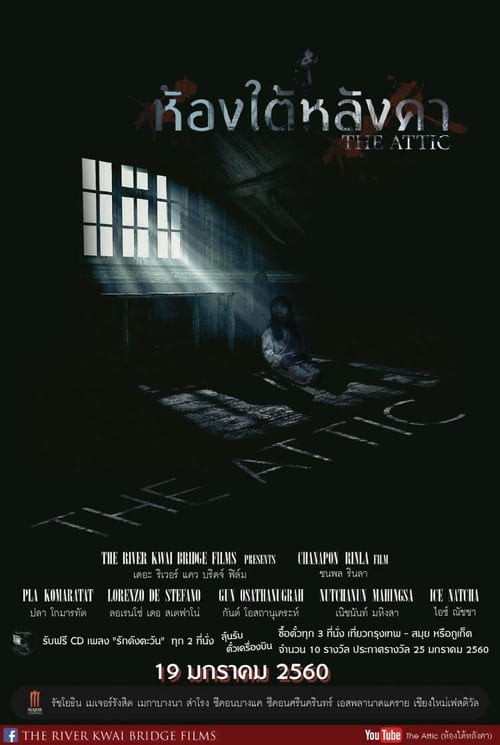 ห้องใต้หลังคา
THE ATTIC
THE ATTIC
THE RIVER KWAI BRIDGE FILMS PRESENTS CHANAPON RINLA FILM
เดอะ ริเวอร์ แคว บริดจ์ ฟิล์ม ชนพล รินลา
PLA KOMARATAT LORENZO DE STEFANO GUN OSATHANUGRAH NUTCHANUN MAHINGSA ICE NATCHA
ปลา โกมารทัต ลอเรนโซ่ เดอ สเตฟาโน่ กันต์ โอสถานุเคระห์ เนิชนันท์ มหิงสา ไอซ์ ณัชชา
รับฟรี CD เพลง "รักดังตะวัน" ทุก 2 ที่นั่ง
ลุ้นรับ ตั๋วเครื่องบิน
ซื้อตั๋วทุก 3 ที่นั่ง เที่ยวกรุงเทพ - สมุย หรือภูเก็ต
จำนวน 10 รางวัล ประกาศรางวัล 25 มกราคม 2560
19 มกราคม 2560
รัชโยธิน เมเจอร์รังสิต เมกาบางนา สำโรง ซีคอนบางแค ซีคอนศรีนครินทร์ เอสพลานาดแคราย เชียงใหม่เฟสติวัล
THE RIVER KWAI BRIDGE FILMS
YouTube The Attic (ห้องใต้หลังคา)